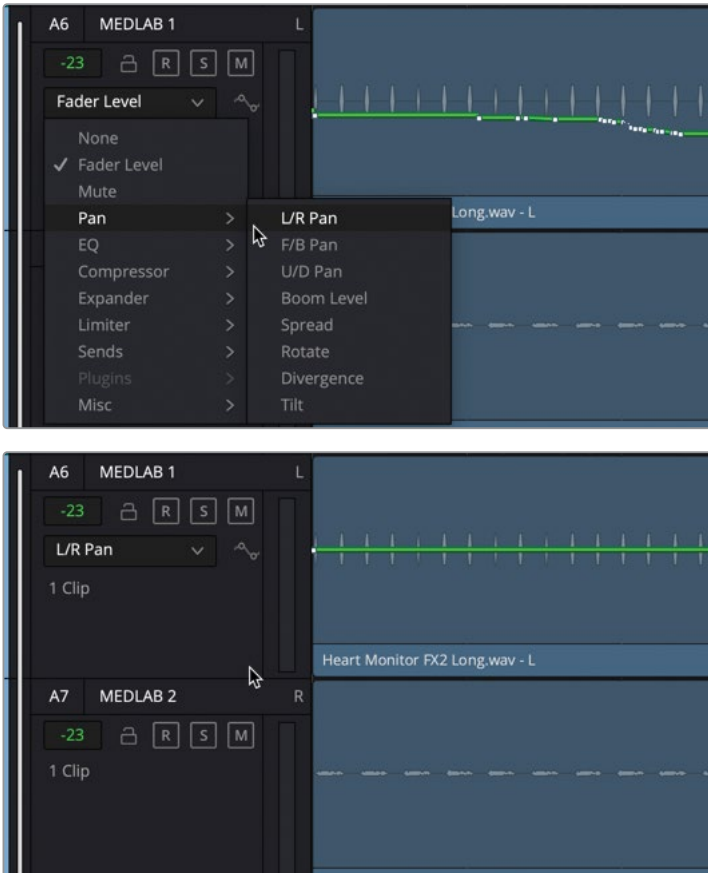 A6 MEDLAB 1 L
-23 R S M
Fader Level
None
Fader Level
Mute
Pan > L/R Pan
Long.wav - L
EQ > F/B Pan
Compressor > U/D Pan
Expander > Boom Level
Limiter > Spread
Sends > Rotate
Plugins > Divergence
Misc > Tilt
A6 MEDLAB 1 L
-23 R S M
L/R Pan
1 Clip
Heart Monitor FX2 Long.wav - L
A7 MEDLAB 2 R
-23 R S M
1 Clip